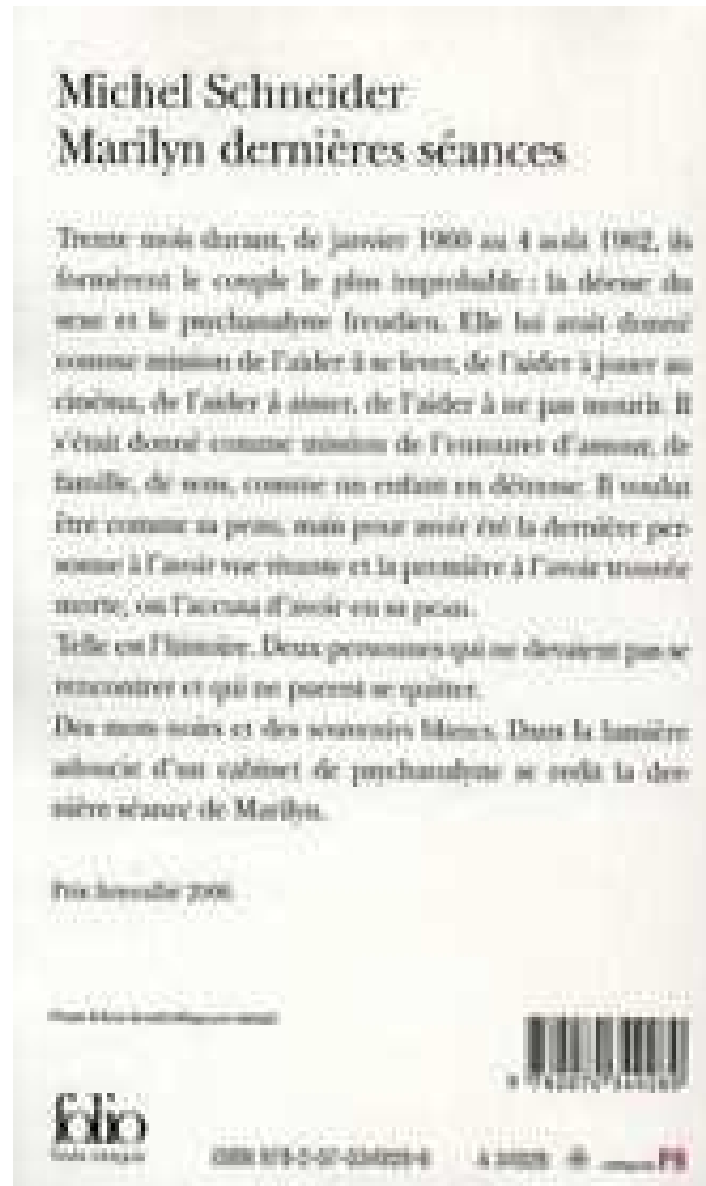 Michel Schneider
Marilyn dernières séances
Trente mois durant, de janvier 1960 au 4 août 1962, ils
formèrent le couple le plus improbable : la déesse du
sexe et le psychanalyste freudien. Elle lui avait donné
comme mission de l'aider à se lever, de l'aider à jouer au
cinéma, de l'aider à aimer, de l'aider à ne pas mourir. Il
s'était donné comme mission de l'entourer d'amour, de
famille, de sens, comme un enfant en détresse. Il voulut
être comme sa peau, mais pour avoir été la dernière per-
sonne à l'avoir vue vivante et la première à l'avoir trouvée
morte, on l'accusa d'avoir eu sa peau.
Telle est l'histoire. Deux personnes qui ne devaient pas se
rencontrer et qui ne purent se quitter.
Des mots noirs et des souvenirs blancs. Dans la lumière
adoucie d'un cabinet de psychanalyste se redit la der-
nière séance de Marilyn.
Prix Interallié 2006
folio
texte intégral
ISBN
A
F8